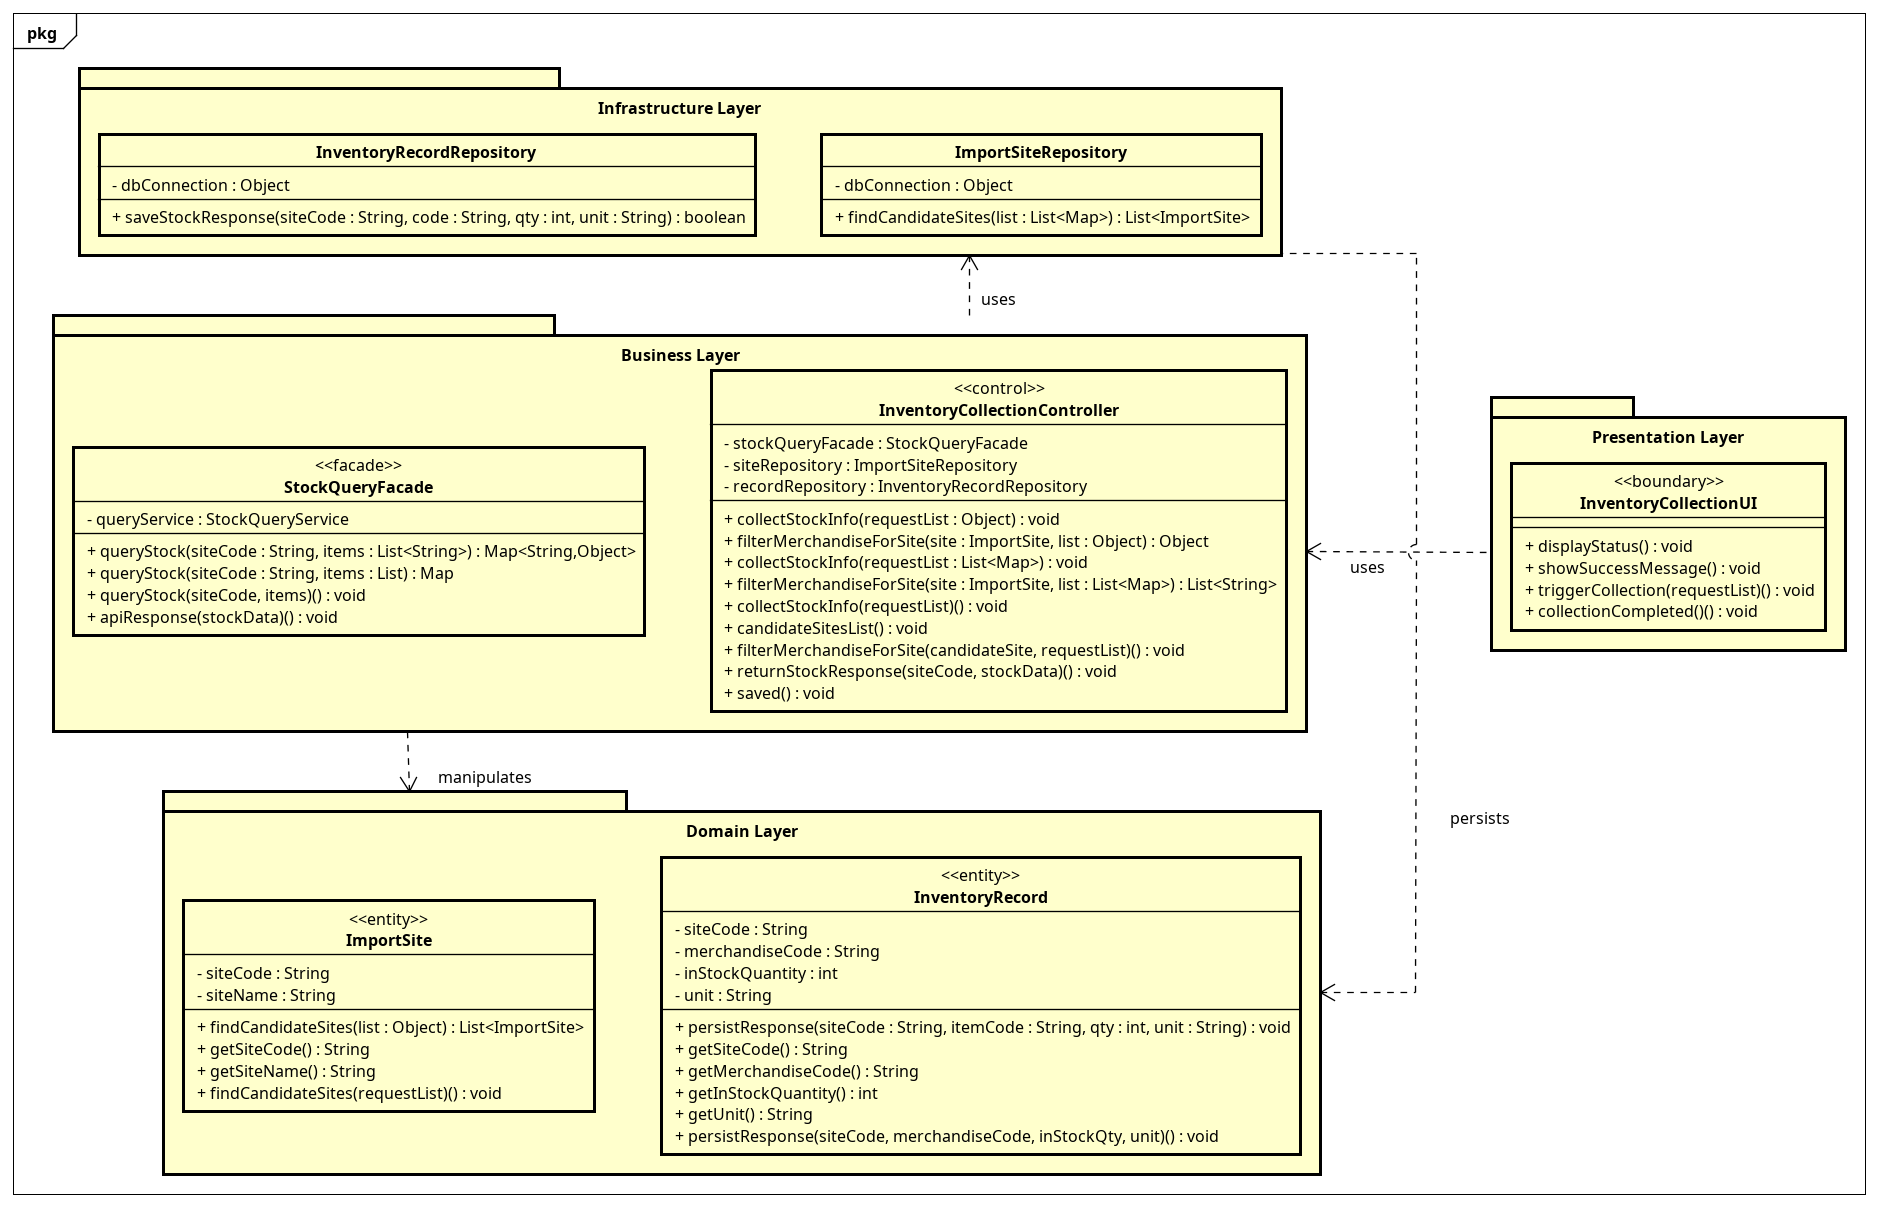 pkg
Infrastructure Layer
InventoryRecordRepository
- dbConnection : Object
+ saveStockResponse(siteCode : String, code : String, qty : int, unit : String) : boolean
ImportSiteRepository
- dbConnection : Object
+ findCandidateSites(list : List<Map>) : List<ImportSite>
uses
Business Layer
<<facade>>
StockQueryFacade
- queryService : StockQueryService
+ queryStock(siteCode : String, items : List<String>) : Map<String,Object>
+ queryStock(siteCode : String, items : List) : Map
+ queryStock(siteCode, items)() : void
+ apiResponse(stockData)() : void
<<control>>
InventoryCollectionController
- stockQueryFacade : StockQueryFacade
- siteRepository : ImportSiteRepository
- recordRepository : InventoryRecordRepository
+ collectStockInfo(requestList : Object) : void
+ filterMerchandiseForSite(site : ImportSite, list : Object) : Object
+ collectStockInfo(requestList : List<Map>) : void
+ filterMerchandiseForSite(site : ImportSite, list : List<Map>) : List<String>
+ collectStockInfo(requestList)() : void
+ candidateSitesList() : void
+ filterMerchandiseForSite(candidateSite, requestList)() : void
+ returnStockResponse(siteCode, stockData)() : void
+ saved() : void
uses
Presentation Layer
<<boundary>>
InventoryCollectionUI
+ displayStatus() : void
+ showSuccessMessage() : void
+ triggerCollection(requestList)() : void
+ collectionCompleted()() : void
manipulates
persists
Domain Layer
<<entity>>
ImportSite
- siteCode : String
- siteName : String
+ findCandidateSites(list : Object) : List<ImportSite>
+ getSiteCode() : String
+ getSiteName() : String
+ findCandidateSites(requestList)() : void
<<entity>>
InventoryRecord
- siteCode : String
- merchandiseCode : String
- inStockQuantity : int
- unit : String
+ persistResponse(siteCode : String, itemCode : String, qty : int, unit : String) : void
+ getSiteCode() : String
+ getMerchandiseCode() : String
+ getInStockQuantity() : int
+ getUnit() : String
+ persistResponse(siteCode, merchandiseCode, inStockQty, unit)() : void